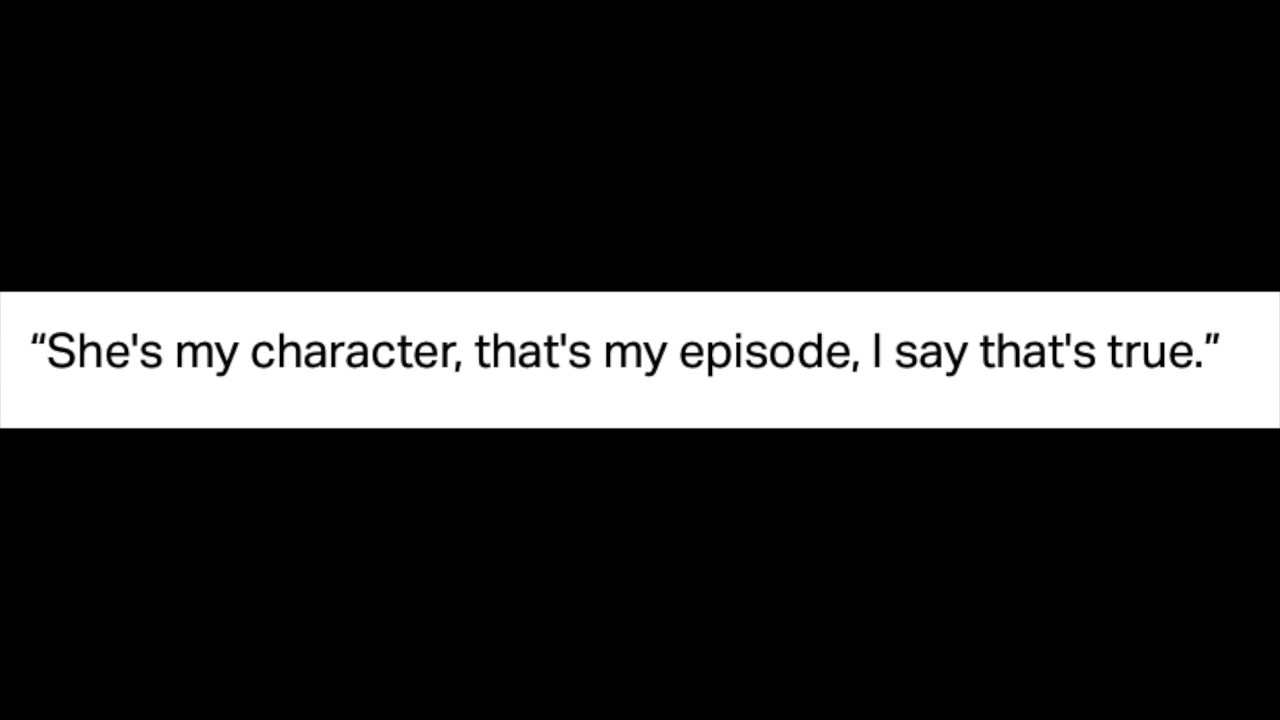 “She's my character, that's my episode, I say that's true.”